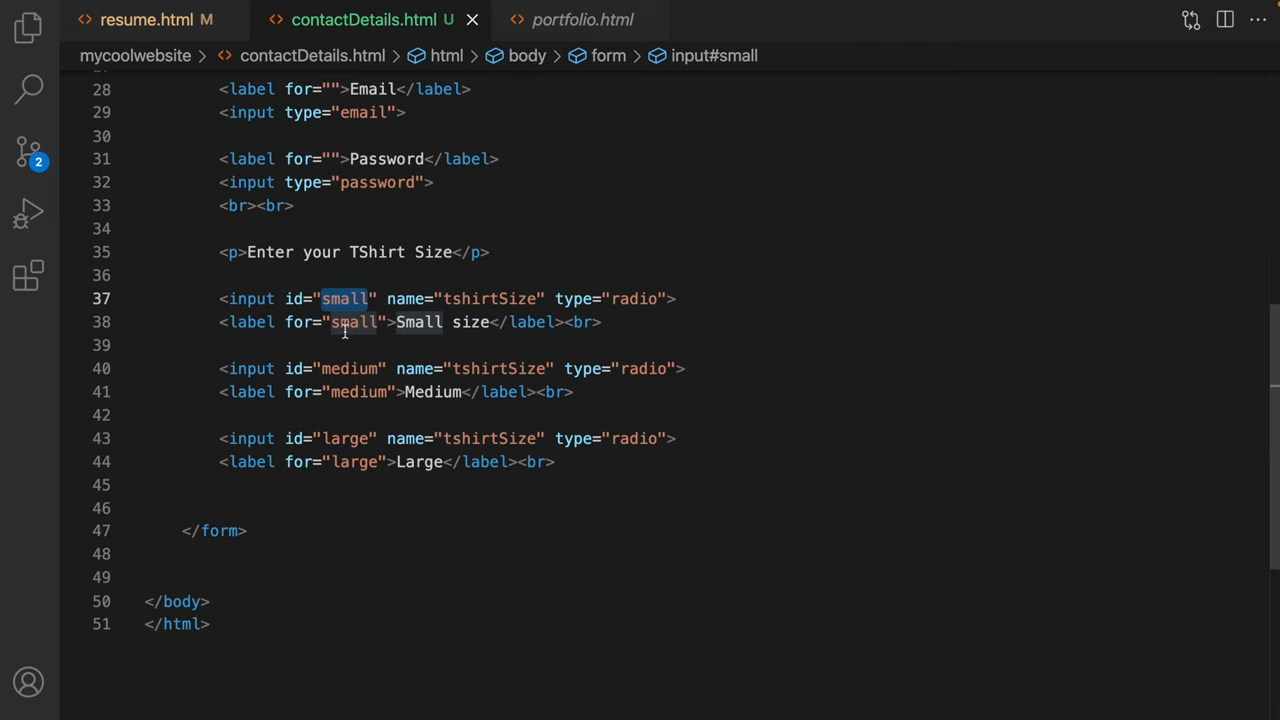 resume.html M contactDetails.html U portfolio.html
mycoolwebsite > contactDetails.html > html > body > form > input#small
28 <label for="">Email</label>
29 <input type="email">
30
2
31 <label for="">Password</label>
32 <input type="password">
33 <br><br>
34
35 <p>Enter your TShirt Size</p>
36
37 <input id="small" name="tshirtSize" type="radio">
38 <label for="small">Small size</label><br>
39
40 <input id="medium" name="tshirtSize" type="radio">
41 <label for="medium">Medium</label><br>
42
43 <input id="large" name="tshirtSize" type="radio">
44 <label for="large">Large</label><br>
45
46
47 </form>
48
49
50 </body>
51 </html>